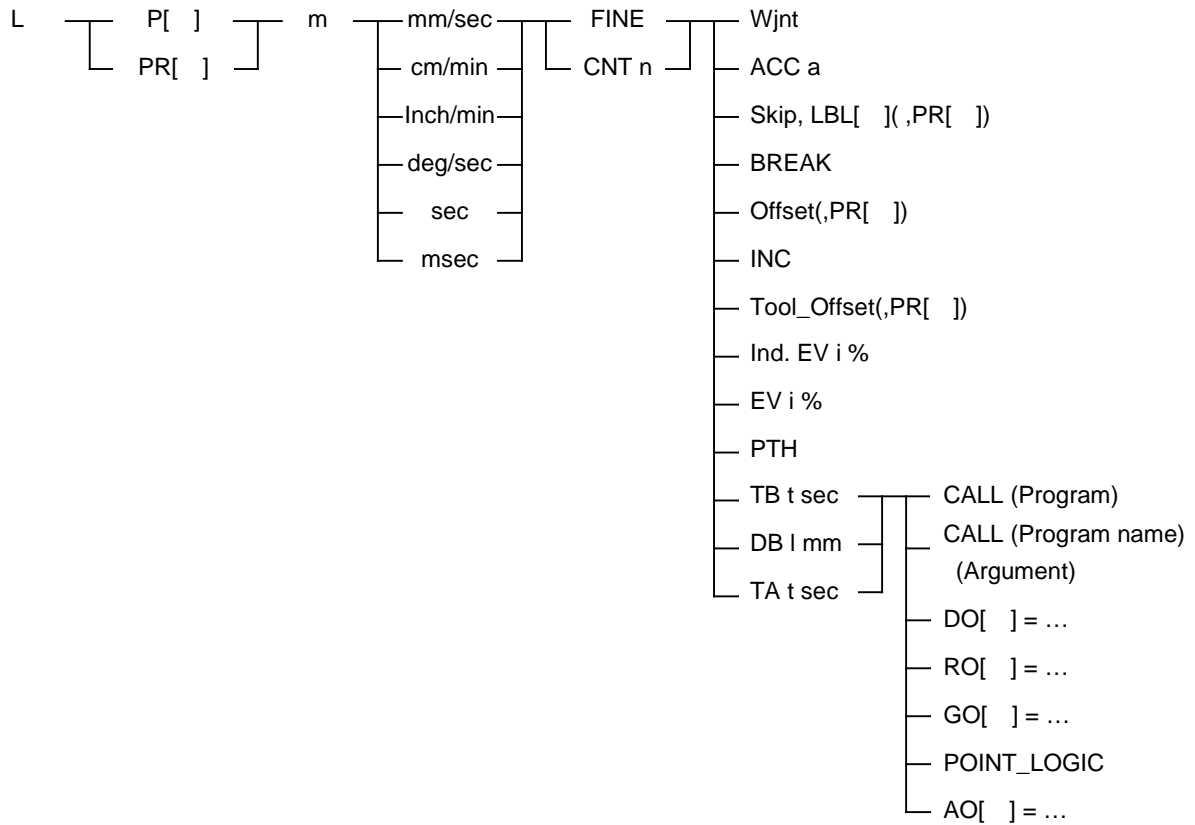 L P[ ] m mm/sec FINE Wjnt
PR[ ] cm/min CNT n ACC a
Inch/min Skip, LBL[ ]( ,PR[ ])
deg/sec BREAK
sec Offset(,PR[ ])
msec INC
Tool_Offset(,PR[ ])
Ind. EV i %
EV i %
PTH
TB t sec CALL (Program)
DB l mm CALL (Program name)
(Argument)
TA t sec
DO[ ] = …
RO[ ] = …
GO[ ] = …
POINT_LOGIC
AO[ ] = …